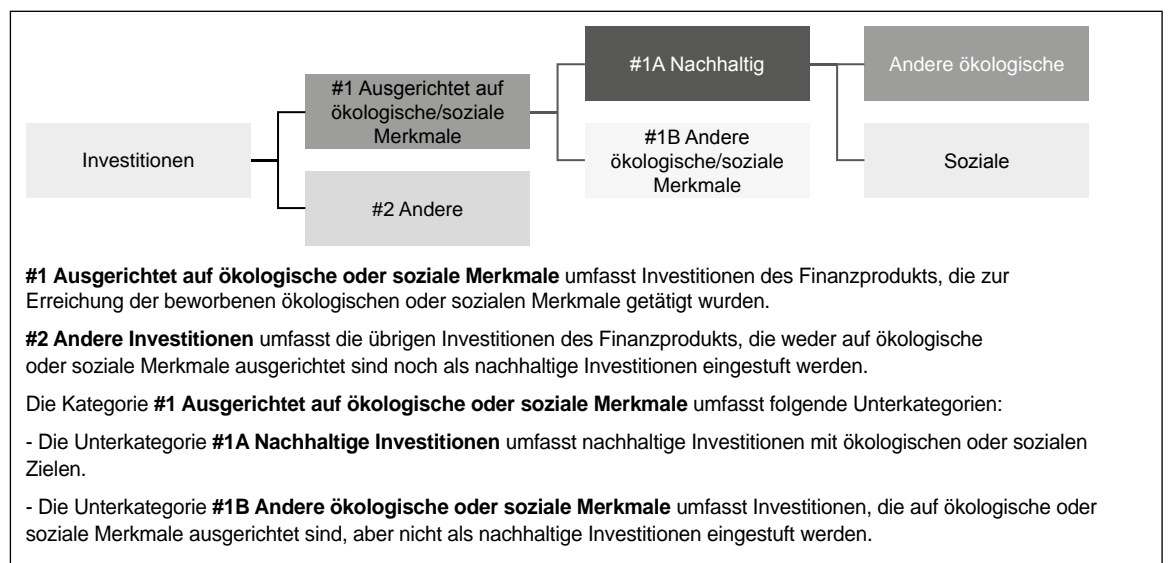 Investitionen
#1 Ausgerichtet auf
ökologische/soziale
Merkmale
#2 Andere
#1A Nachhaltig
#1B Andere
ökologische/soziale
Merkmale
Andere ökologische
Soziale
#1 Ausgerichtet auf ökologische oder soziale Merkmale umfasst Investitionen des Finanzprodukts, die zur
Erreichung der beworbenen ökologischen oder sozialen Merkmale getätigt wurden.
#2 Andere Investitionen umfasst die übrigen Investitionen des Finanzprodukts, die weder auf ökologische
oder soziale Merkmale ausgerichtet sind noch als nachhaltige Investitionen eingestuft werden.
Die Kategorie #1 Ausgerichtet auf ökologische oder soziale Merkmale umfasst folgende Unterkategorien:
- Die Unterkategorie #1A Nachhaltige Investitionen umfasst nachhaltige Investitionen mit ökologischen oder sozialen
Zielen.
- Die Unterkategorie #1B Andere ökologische oder soziale Merkmale umfasst Investitionen, die auf ökologische oder
soziale Merkmale ausgerichtet sind, aber nicht als nachhaltige Investitionen eingestuft werden.